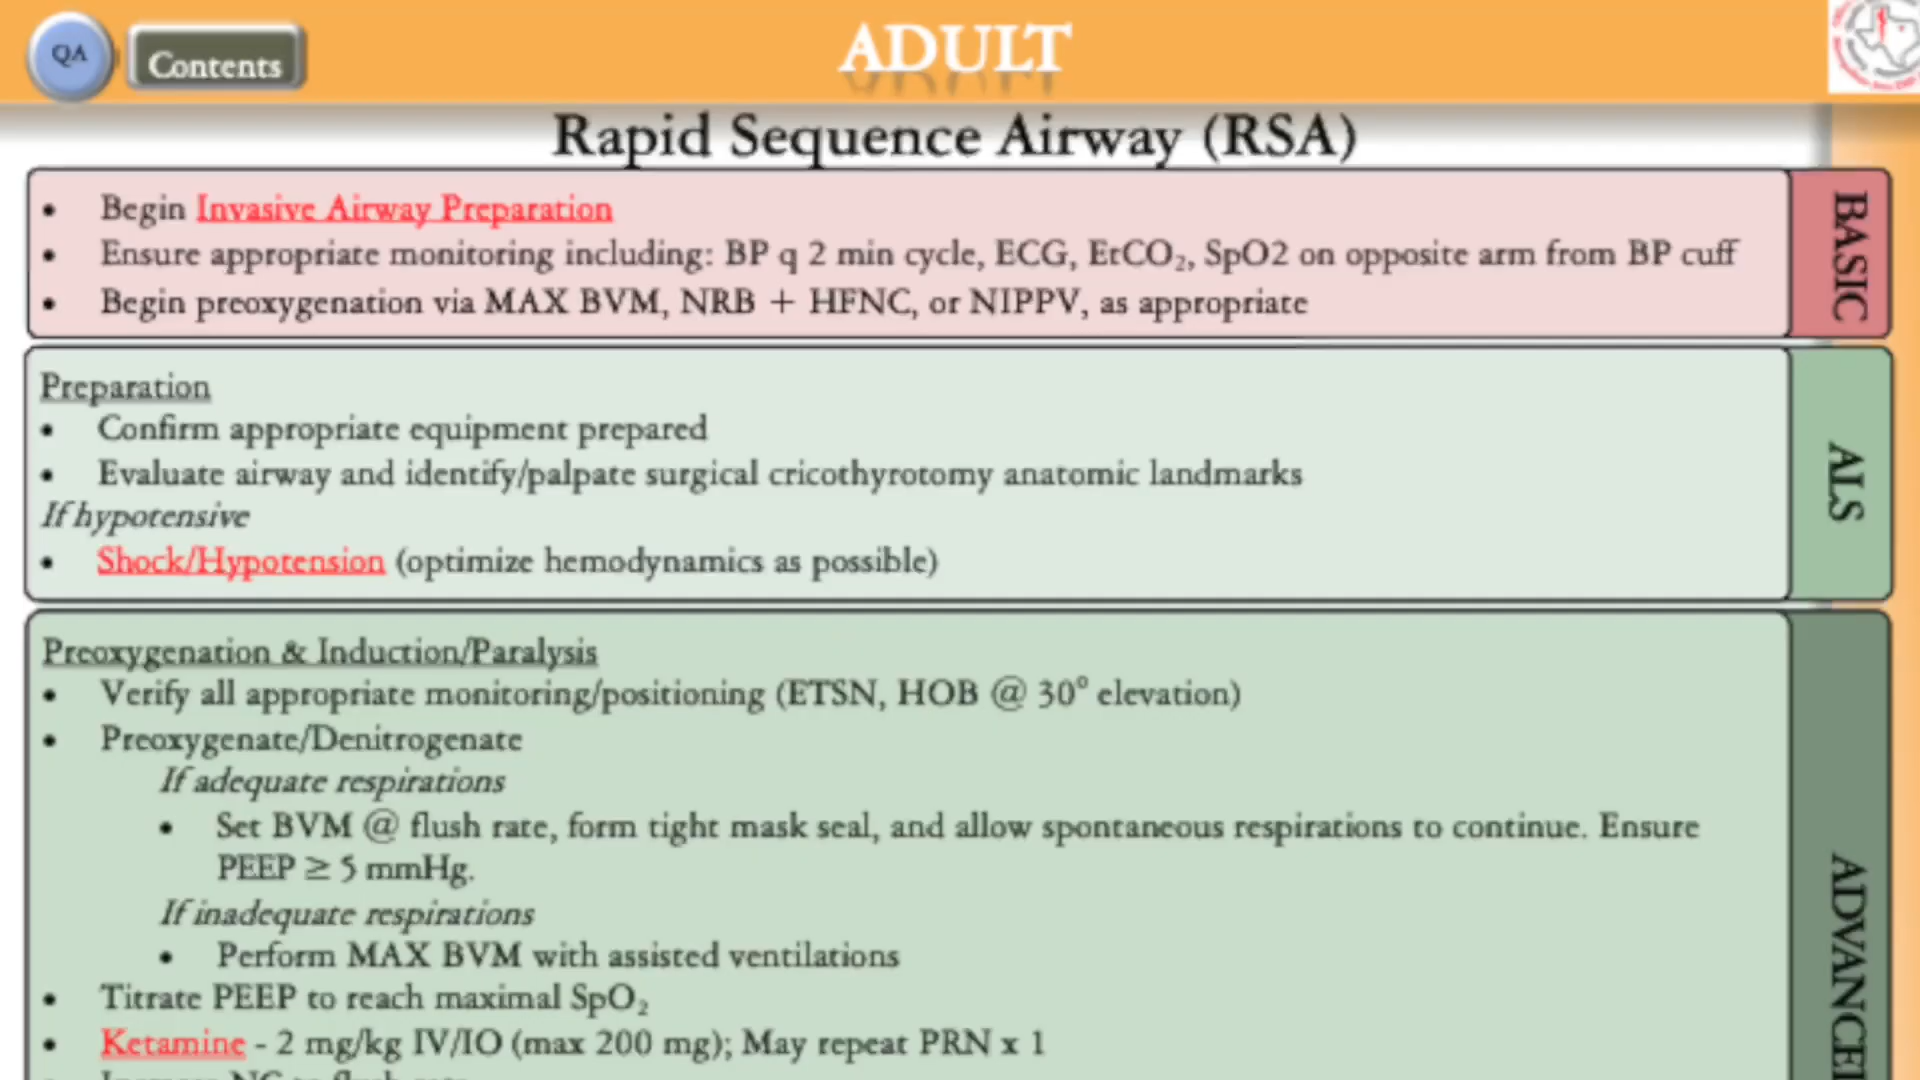 QA
Contents
ADULT
Rapid Sequence Airway (RSA)
• Begin Invasive Airway Preparation
• Ensure appropriate monitoring including: BP q 2 min cycle, ECG, EtCO₂, SpO2 on opposite arm from BP cuff
• Begin preoxygenation via MAX BVM, NRB + HFNC, or NIPPV, as appropriate
BASIC
Preparation
• Confirm appropriate equipment prepared
• Evaluate airway and identify/palpate surgical cricothyrotomy anatomic landmarks
If hypotensive
• Shock/Hypotension (optimize hemodynamics as possible)
ALS
Preoxygenation & Induction/Paralysis
• Verify all appropriate monitoring/positioning (ETSN, HOB @ 30° elevation)
• Preoxygenate/Denitrogenate
If adequate respirations
• Set BVM @ flush rate, form tight mask seal, and allow spontaneous respirations to continue. Ensure
PEEP ≥ 5 mmHg.
If inadequate respirations
• Perform MAX BVM with assisted ventilations
• Titrate PEEP to reach maximal SpO₂
• Ketamine - 2 mg/kg IV/IO (max 200 mg); May repeat PRN x 1
ADVANCE